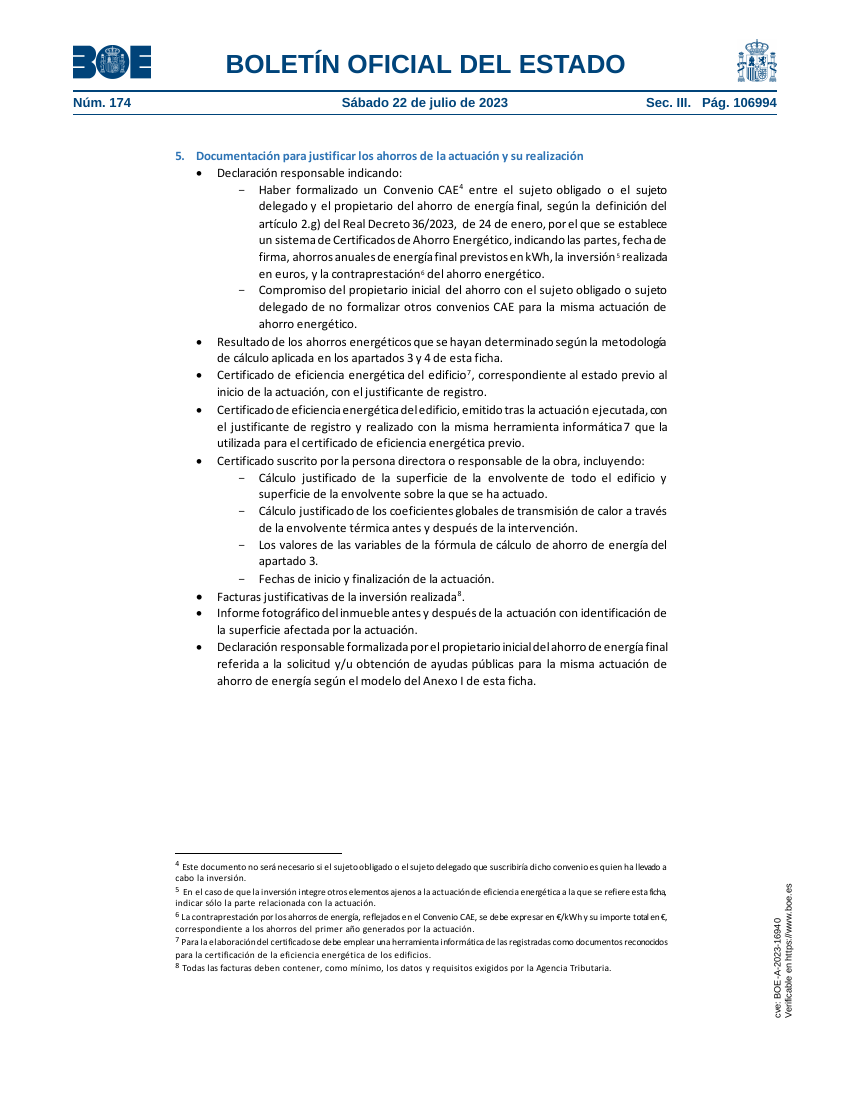 BOE
BOLETÍN OFICIAL DEL ESTADO
Núm. 174
Sábado 22 de julio de 2023
Sec. III. Pág. 106994
5. Documentación para justificar los ahorros de la actuación y su realización
• Declaración responsable indicando:
− Haber formalizado un Convenio CAE⁴ entre el sujeto obligado o el sujeto
delegado y el propietario del ahorro de energía final, según la definición del
artículo 2.g) del Real Decreto 36/2023, de 24 de enero, por el que se establece
un sistema de Certificados de Ahorro Energético, indicando las partes, fecha de
firma, ahorros anuales de energía final previstos en kWh, la inversión⁵ realizada
en euros, y la contraprestación⁶ del ahorro energético.
− Compromiso del propietario inicial del ahorro con el sujeto obligado o sujeto
delegado de no formalizar otros convenios CAE para la misma actuación de
ahorro energético.
• Resultado de los ahorros energéticos que se hayan determinado según la metodología
de cálculo aplicada en los apartados 3 y 4 de esta ficha.
• Certificado de eficiencia energética del edificio⁷, correspondiente al estado previo al
inicio de la actuación, con el justificante de registro.
• Certificado de eficiencia energética del edificio, emitido tras la actuación ejecutada, con
el justificante de registro y realizado con la misma herramienta informática7 que la
utilizada para el certificado de eficiencia energética previo.
• Certificado suscrito por la persona directora o responsable de la obra, incluyendo:
− Cálculo justificado de la superficie de la envolvente de todo el edificio y
superficie de la envolvente sobre la que se ha actuado.
− Cálculo justificado de los coeficientes globales de transmisión de calor a través
de la envolvente térmica antes y después de la intervención.
− Los valores de las variables de la fórmula de cálculo de ahorro de energía del
apartado 3.
− Fechas de inicio y finalización de la actuación.
• Facturas justificativas de la inversión realizada⁸.
• Informe fotográfico del inmueble antes y después de la actuación con identificación de
la superficie afectada por la actuación.
• Declaración responsable formalizada por el propietario inicial del ahorro de energía final
referida a la solicitud y/u obtención de ayudas públicas para la misma actuación de
ahorro de energía según el modelo del Anexo I de esta ficha.
⁴ Este documento no será necesario si el sujeto obligado o el sujeto delegado que suscribiría dicho convenio es quien ha llevado a
cabo la inversión.
⁵ En el caso de que la inversión integre otros elementos ajenos a la actuación de eficiencia energética a la que se refiere esta ficha,
indicar sólo la parte relacionada con la actuación.
⁶ La contraprestación por los ahorros de energía, reflejados en el Convenio CAE, se debe expresar en €/kWh y su importe total en €,
correspondiente a los ahorros del primer año generados por la actuación.
⁷ Para la elaboración del certificado se debe emplear una herramienta informática de las registradas como documentos reconocidos
para la certificación de la eficiencia energética de los edificios.
⁸ Todas las facturas deben contener, como mínimo, los datos y requisitos exigidos por la Agencia Tributaria.
cve: BOE-A-2023-16940
Verificable en https://www.boe.es